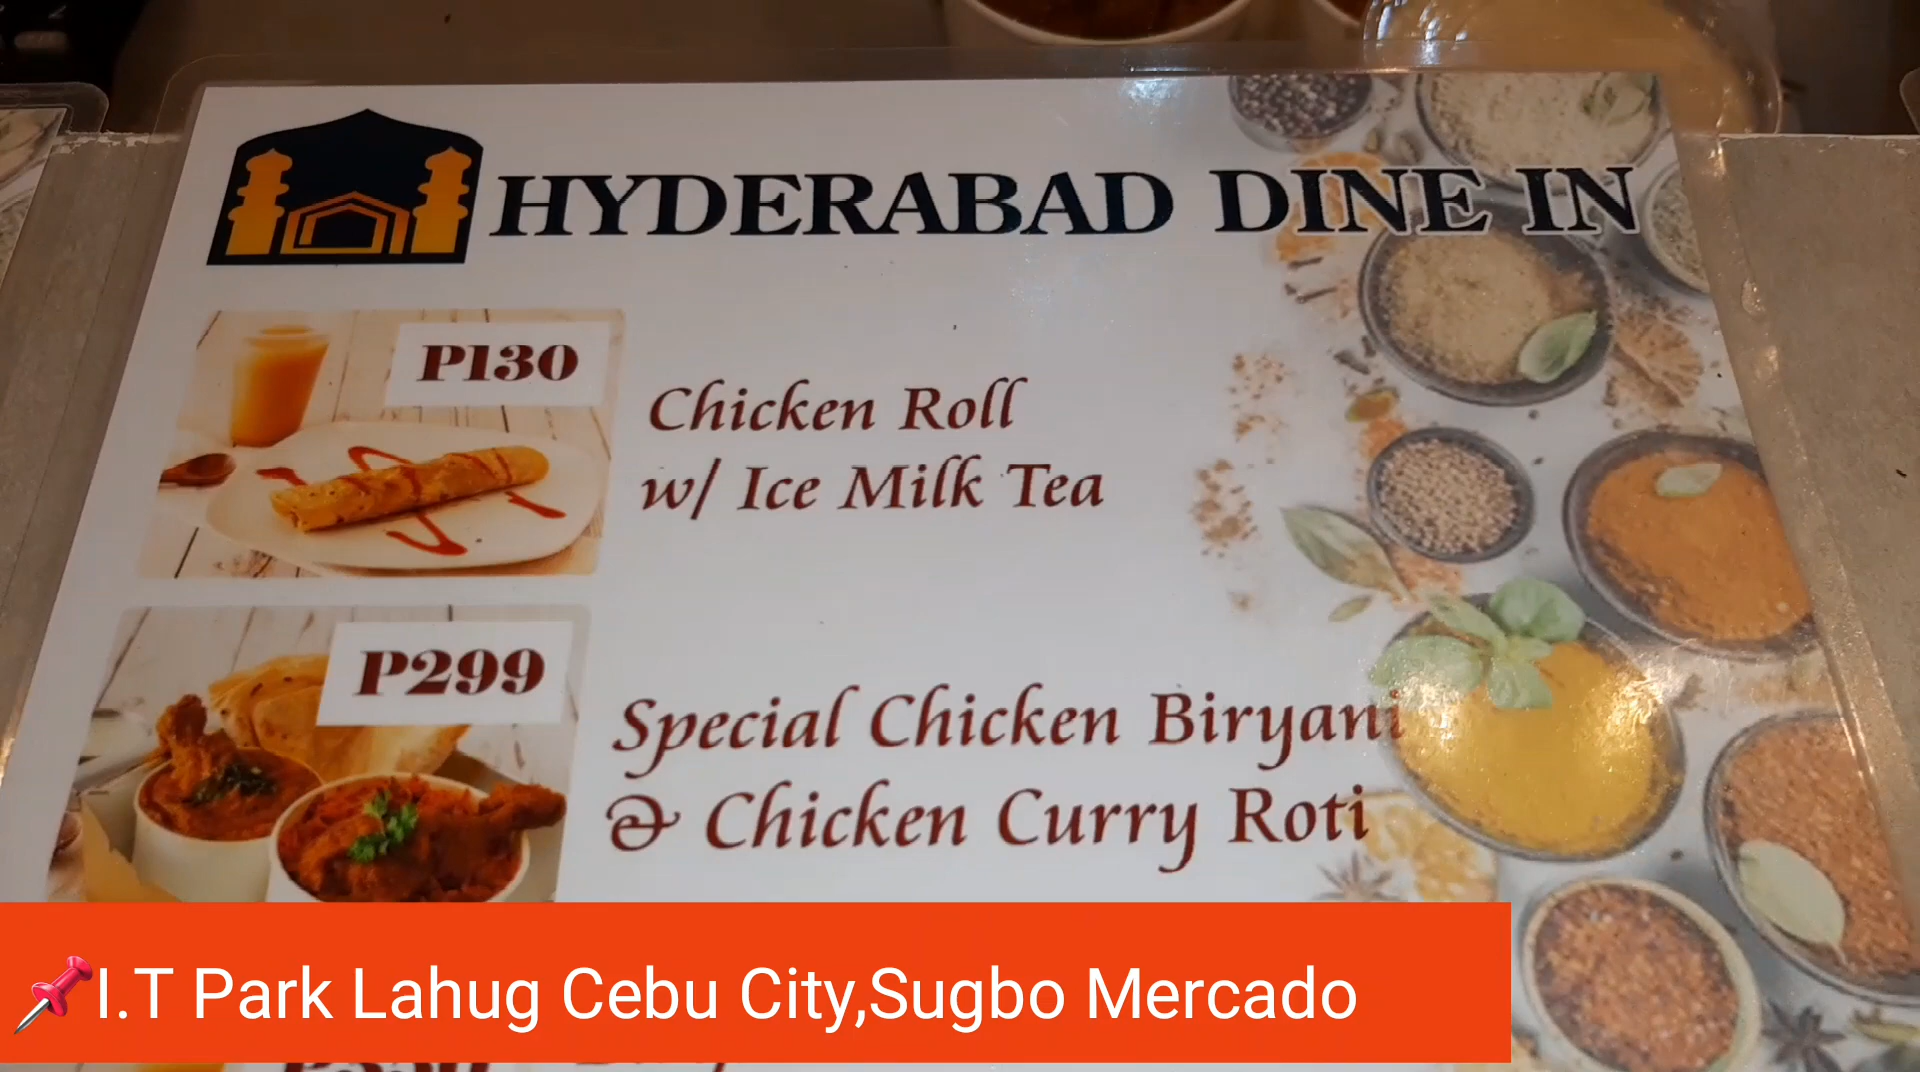 HYDERABAD DINE IN
P130
Chicken Roll
w/ Ice Milk Tea
P299
Special Chicken Biryani
& Chicken Curry Roti
📌I.T Park Lahug Cebu City,Sugbo Mercado